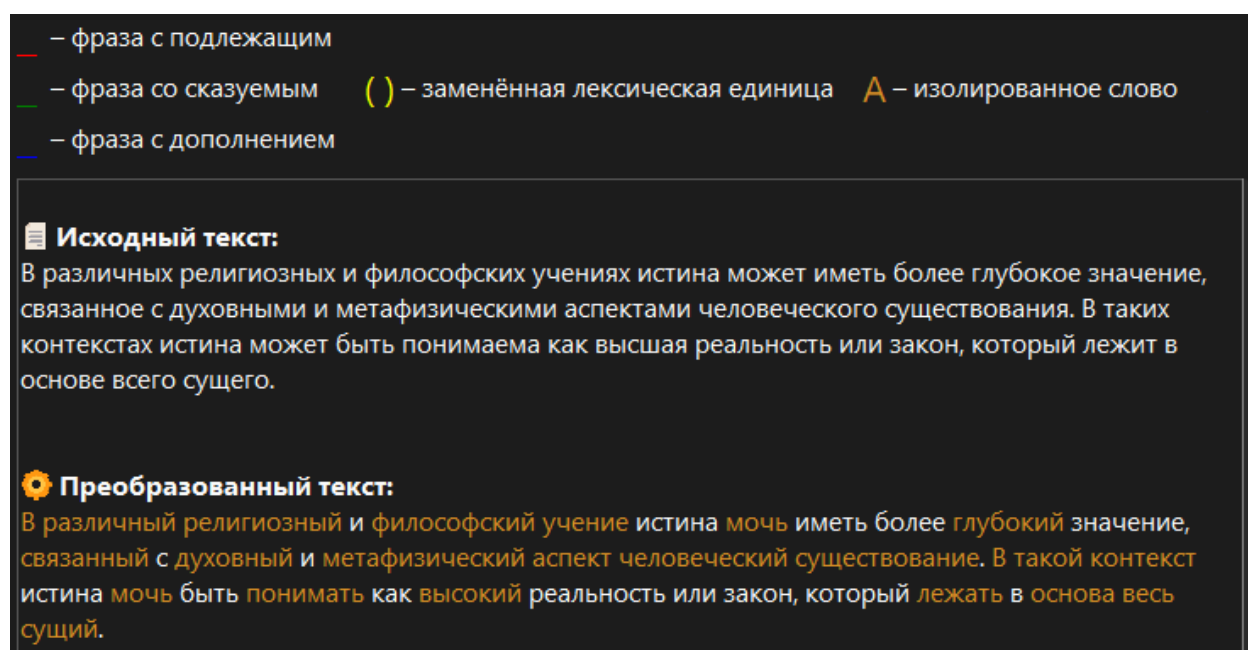 _ – фраза с подлежащим
_ – фраза со сказуемым ( ) – заменённая лексическая единица А – изолированное слово
_ – фраза с дополнением
Исходный текст:
В различных религиозных и философских учениях истина может иметь более глубокое значение,
связанное с духовными и метафизическими аспектами человеческого существования. В таких
контекстах истина может быть понимаема как высшая реальность или закон, который лежит в
основе всего сущего.
Преобразованный текст:
В различный религиозный и философский учение истина мочь иметь более глубокий значение,
связанный с духовный и метафизический аспект человеческий существование. В такой контекст
истина мочь быть понимать как высокий реальность или закон, который лежать в основа весь
сущий.